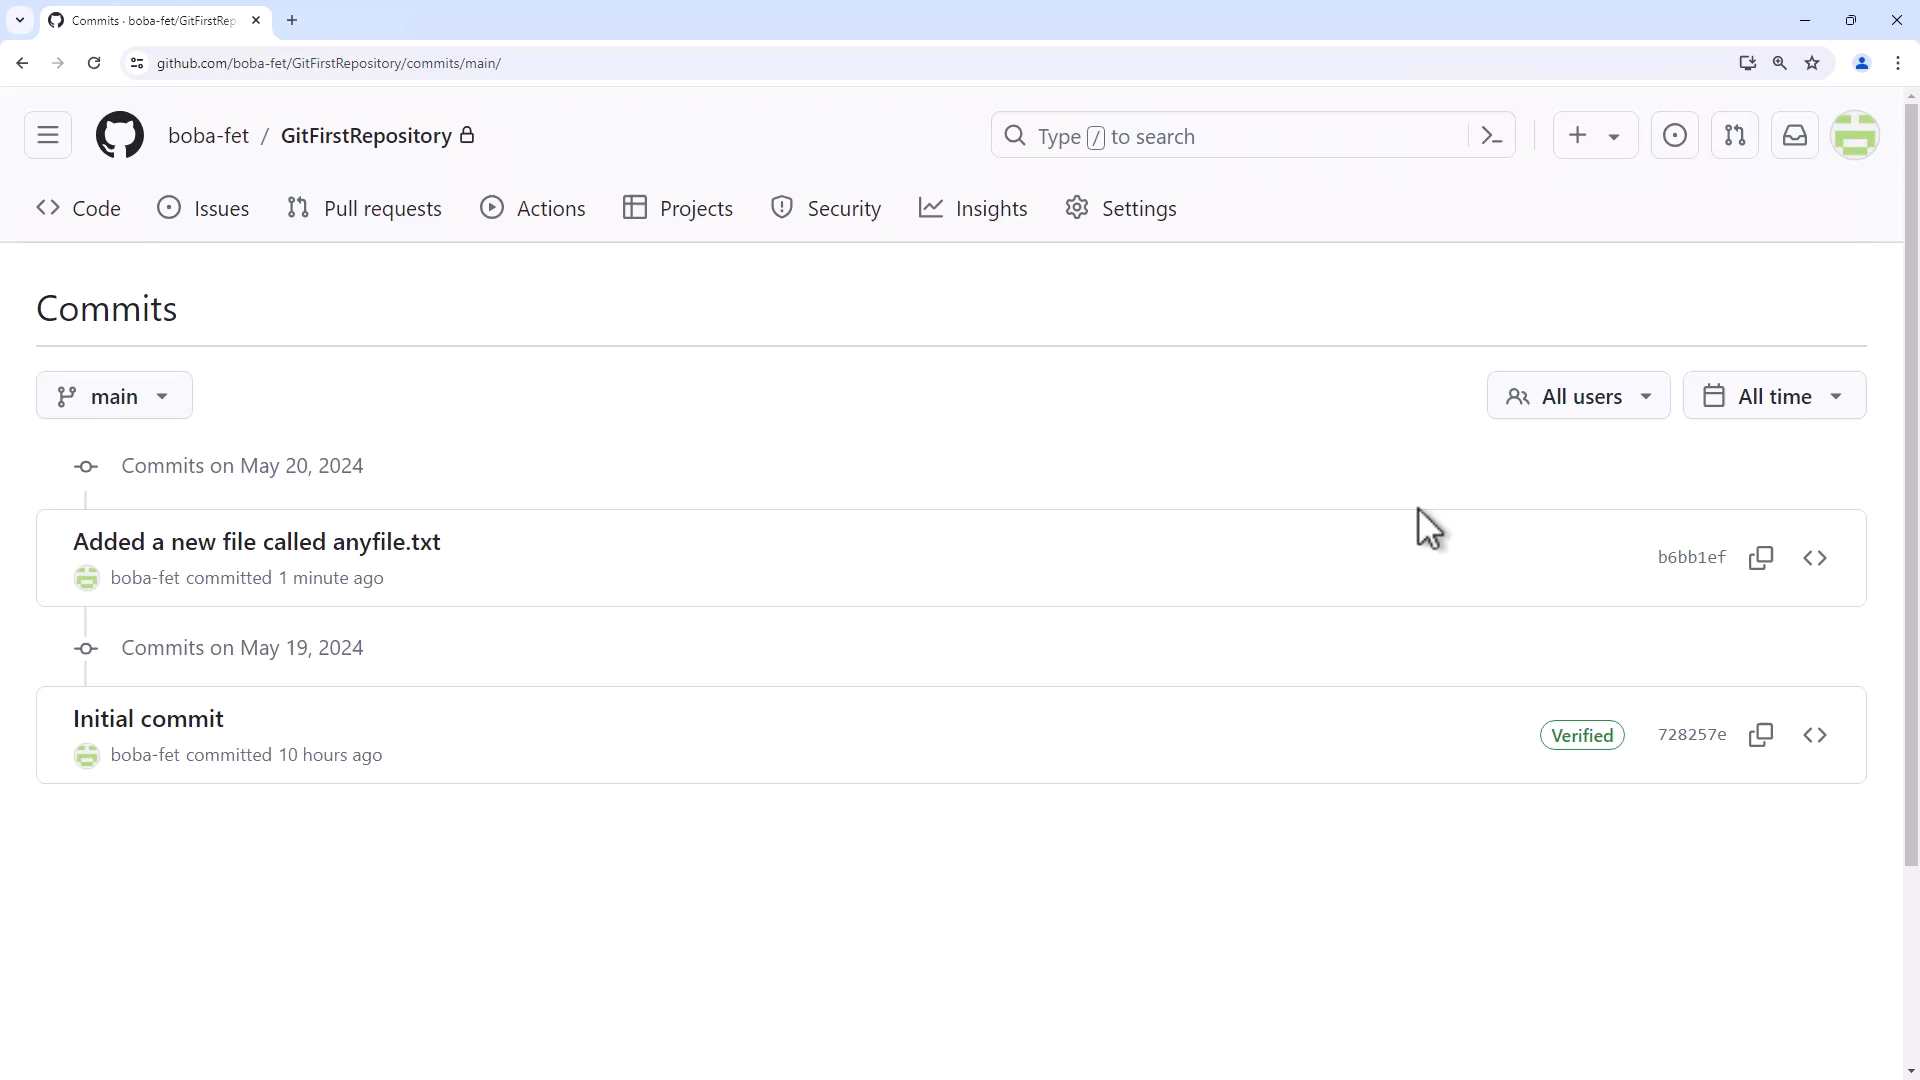 Commits · boba-fet/GitFirstRep
github.com/boba-fet/GitFirstRepository/commits/main/
boba-fet / GitFirstRepository
Type / to search
Code Issues Pull requests Actions Projects Security Insights Settings
Commits
main
All users All time
Commits on May 20, 2024
Added a new file called anyfile.txt
boba-fet committed 1 minute ago
b6bb1ef
Commits on May 19, 2024
Initial commit
boba-fet committed 10 hours ago
Verified 728257e